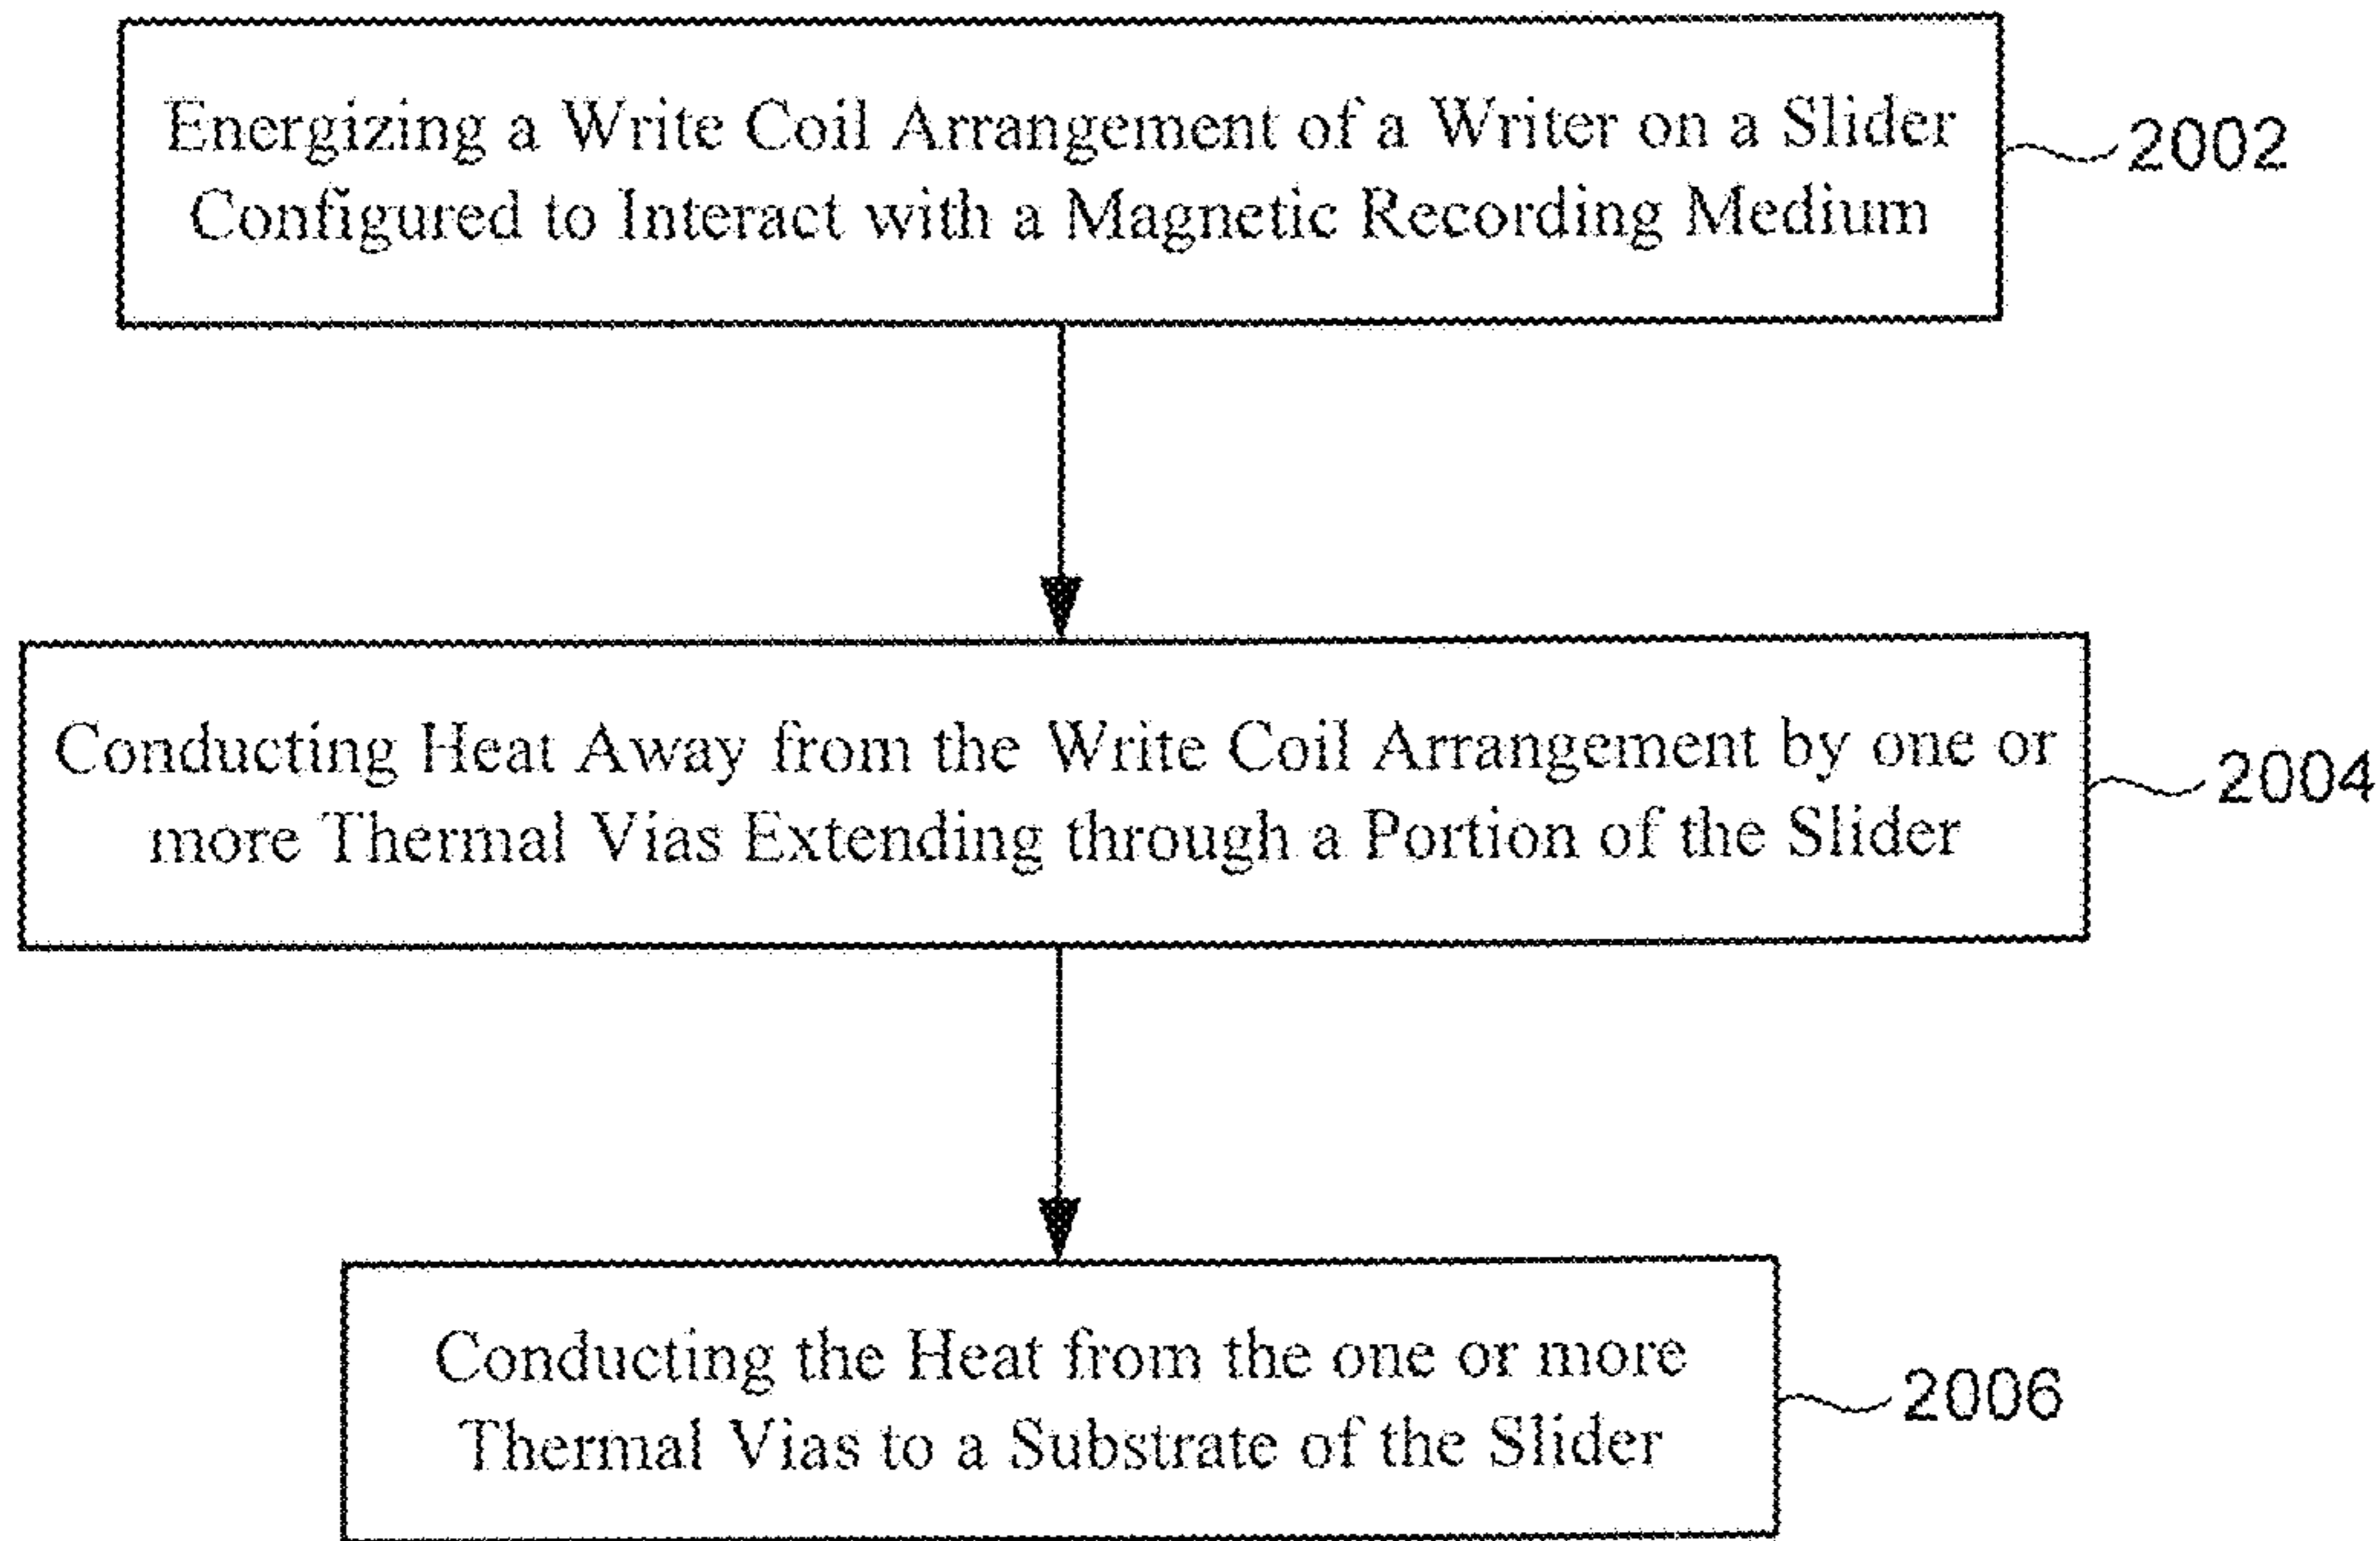 Energizing a Write Coil Arrangement of a Writer on a Slider
Configured to Interact with a Magnetic Recording Medium
2002
Conducting Heat Away from the Write Coil Arrangement by one or
more Thermal Vias Extending through a Portion of the Slider
2004
Conducting the Heat from the one or more
Thermal Vias to a Substrate of the Slider
2006